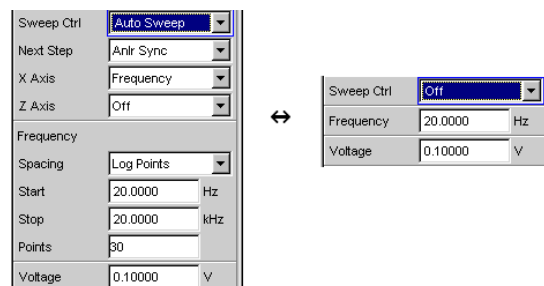 Sweep Ctrl Auto Sweep
Next Step Anlr Sync
X Axis Frequency
Z Axis Off
Frequency
Spacing Log Points
Start 20.0000 Hz
Stop 20.0000 kHz
Points 30
Voltage 0.10000 V
Sweep Ctrl Off
Frequency 20.0000 Hz
Voltage 0.10000 V